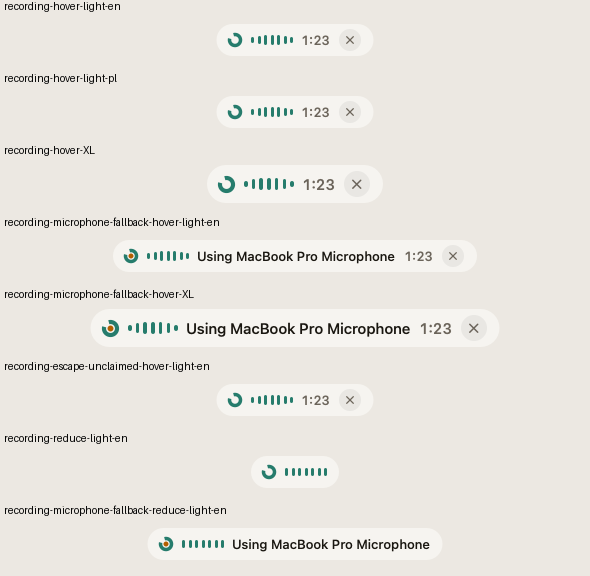 recording-hover-light-en
1:23
recording-hover-light-pl
1:23
recording-hover-XL
1:23
recording-microphone-fallback-hover-light-en
Using MacBook Pro Microphone 1:23
recording-microphone-fallback-hover-XL
Using MacBook Pro Microphone 1:23
recording-escape-unclaimed-hover-light-en
1:23
recording-reduce-light-en
recording-microphone-fallback-reduce-light-en
Using MacBook Pro Microphone